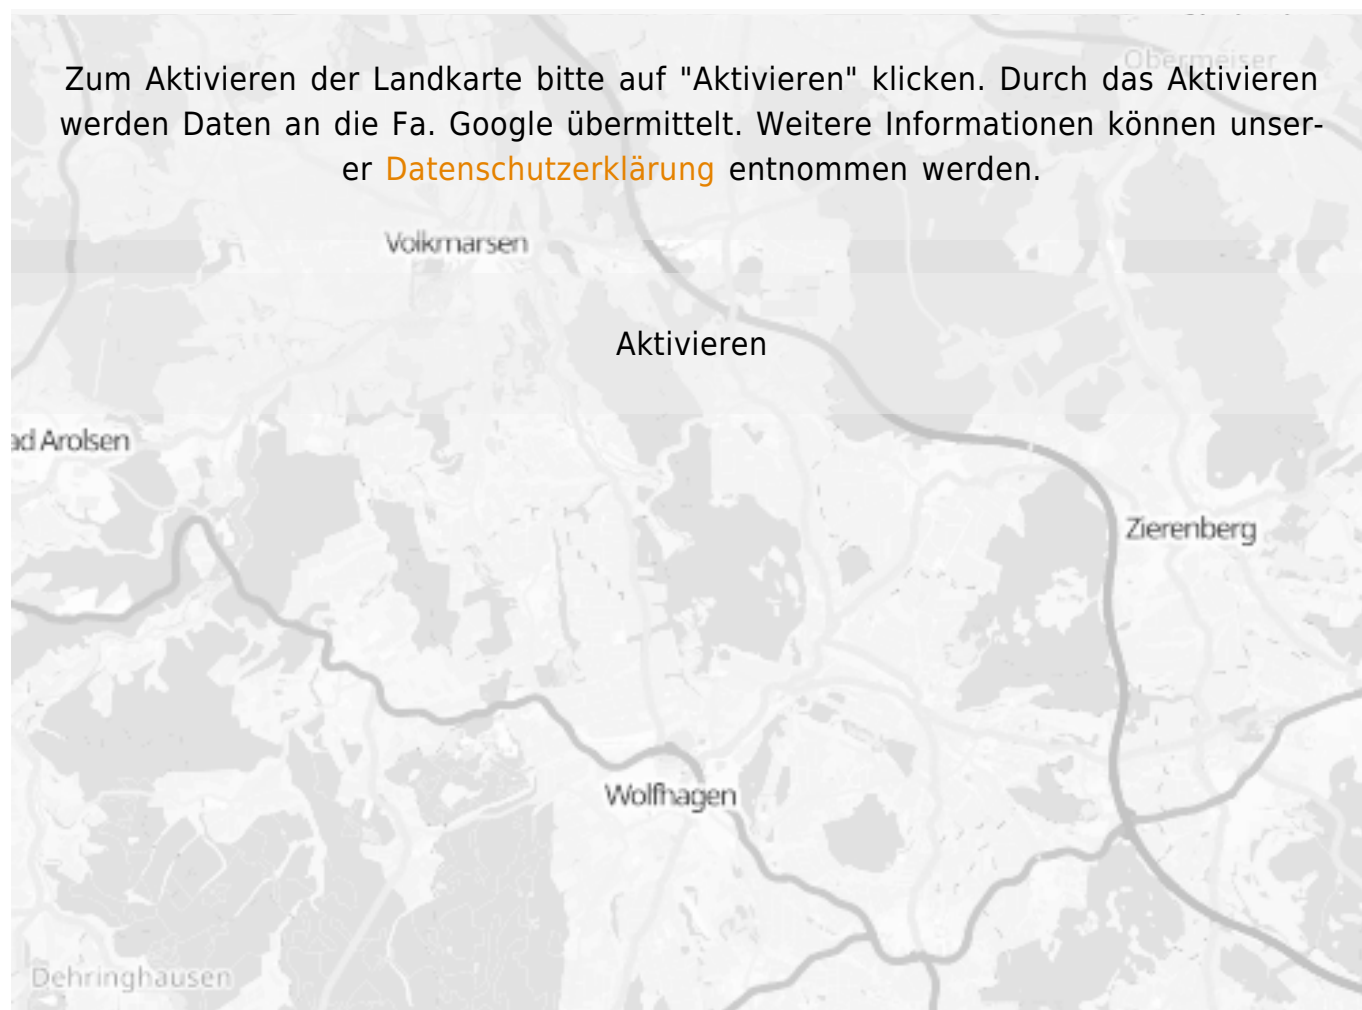 Obermeiser
Zum Aktivieren der Landkarte bitte auf "Aktivieren" klicken. Durch das Aktivieren
werden Daten an die Fa. Google übermittelt. Weitere Informationen können unser-
er Datenschutzerklärung entnommen werden.
Volkmarsen
Aktivieren
ad Arolsen
Zierenberg
Wolfhagen
Dehringhausen